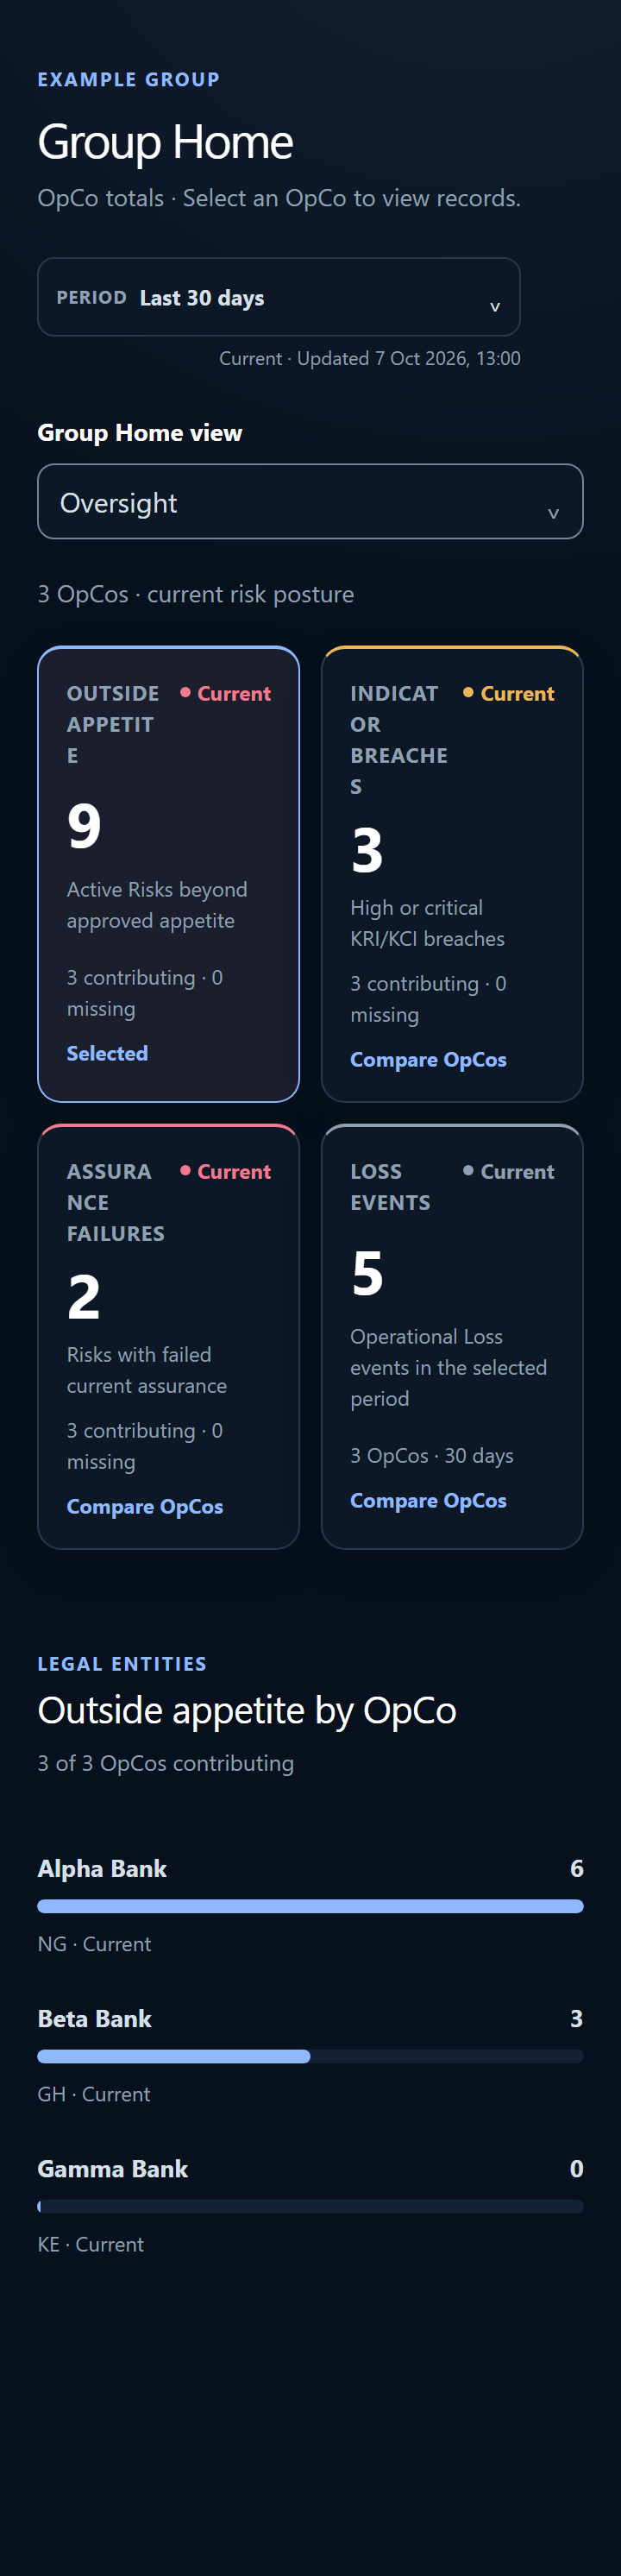 EXAMPLE GROUP
Group Home
OpCo totals · Select an OpCo to view records.
PERIOD Last 30 days v
Current · Updated 7 Oct 2026, 13:00
Group Home view
Oversight v
3 OpCos · current risk posture
OUTSIDE
APPETIT
E
Current
9
Active Risks beyond
approved appetite
3 contributing · 0
missing
Selected
INDICAT
OR
BREACHE
S
Current
3
High or critical
KRI/KCI breaches
3 contributing · 0
missing
Compare OpCos
ASSURA
NCE
FAILURES
Current
2
Risks with failed
current assurance
3 contributing · 0
missing
Compare OpCos
LOSS
EVENTS
Current
5
Operational Loss
events in the selected
period
3 OpCos · 30 days
Compare OpCos
LEGAL ENTITIES
Outside appetite by OpCo
3 of 3 OpCos contributing
Alpha Bank 6
NG · Current
Beta Bank 3
GH · Current
Gamma Bank 0
KE · Current